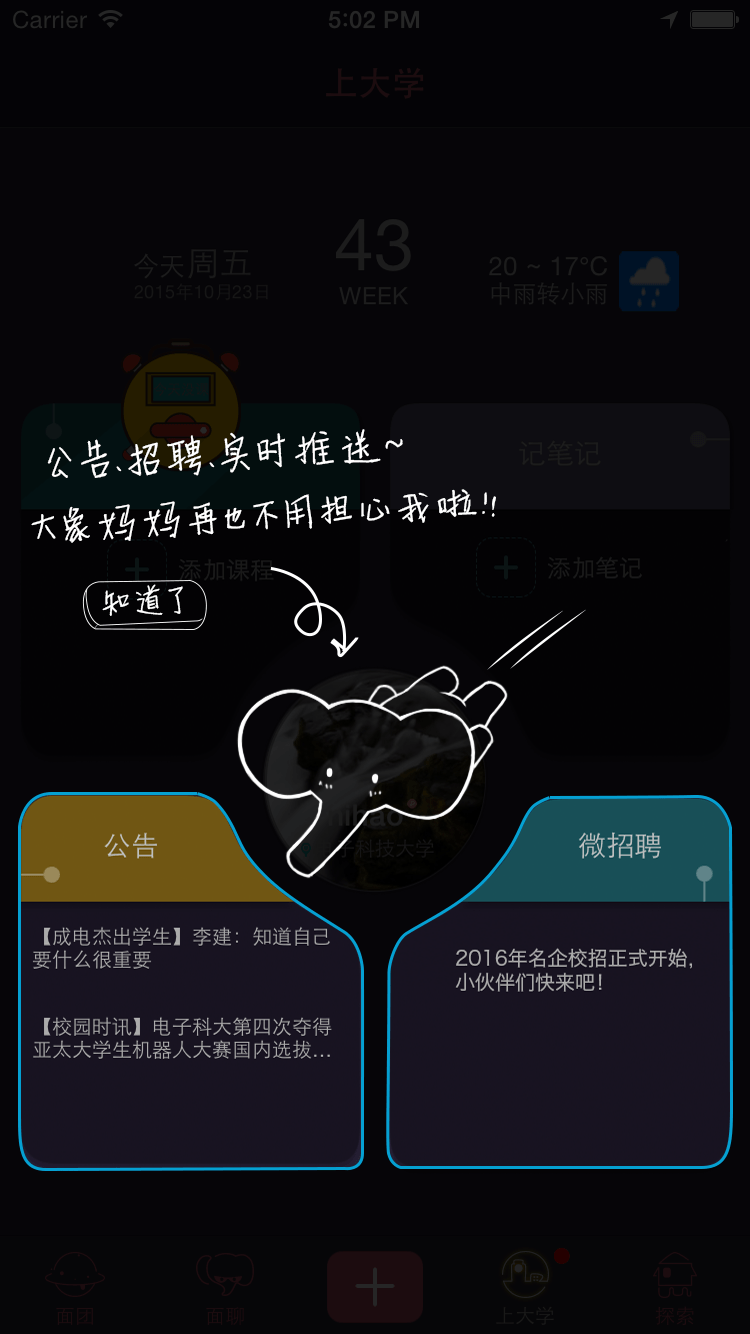 Carrier
5:02 PM
上大学
今天周五
2015年10月23日
43
WEEK
20 ~ 17℃
中雨转小雨
记笔记
公告、招聘、实时推送~
大象妈妈再也不用担心我啦!!
添加课程
添加笔记
知道了
nihao
子科技大学
公告
微招聘
【成电杰出学生】李建：知道自己
要什么很重要
【校园时讯】电子科大第四次夺得
亚太大学生机器人大赛国内选拔...
2016年名企校招正式开始，
小伙伴们快来吧！
面团
面聊
上大学
探索